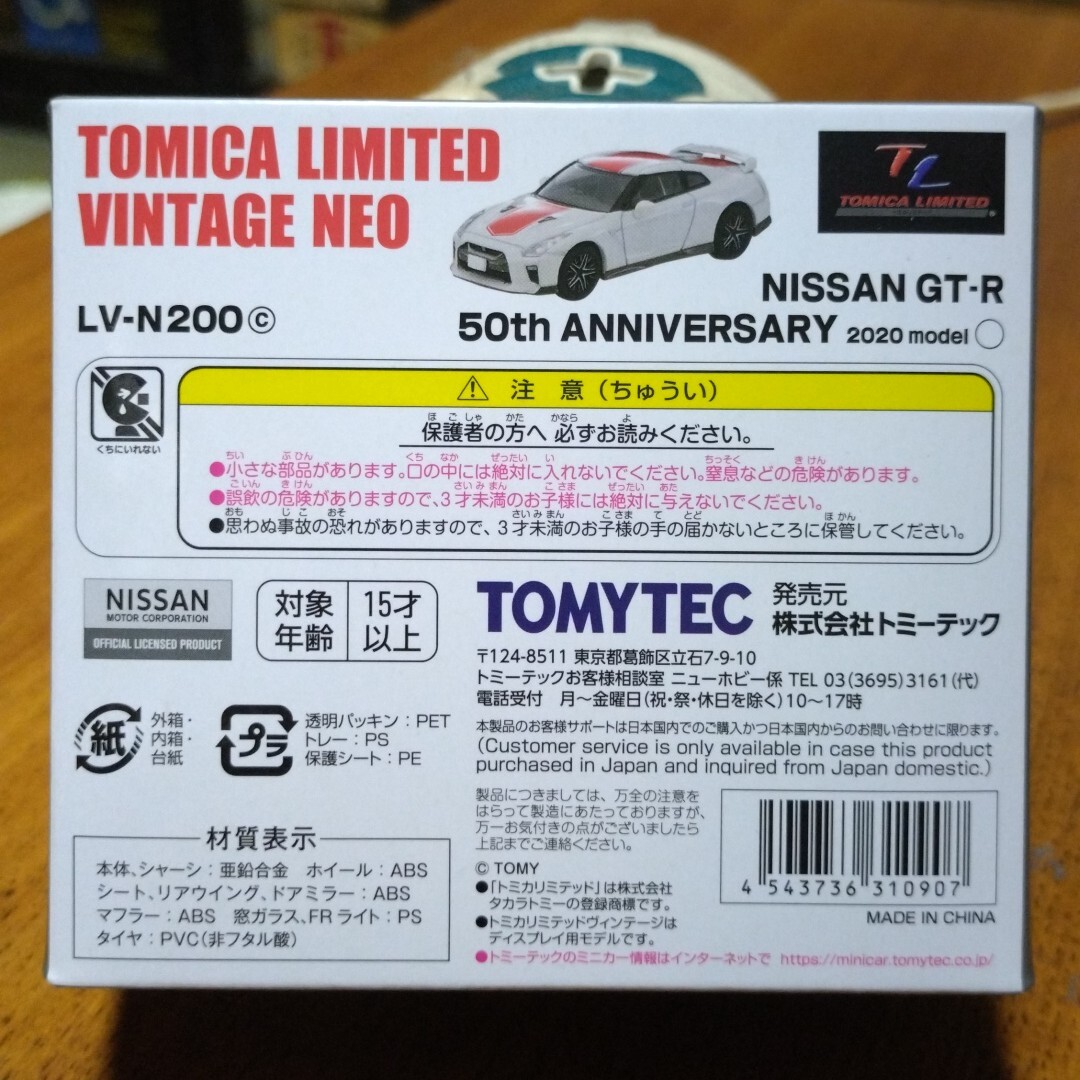 TOMICA LIMITED
VINTAGE NEO
TL
TOMICA LIMITED
LV-N200ⓒ
NISSAN GT-R
50th ANNIVERSARY 2020 model ○
くちにいれない
⚠ 注 意（ちゅうい）
保護者の方へ 必ずお読みください。
●小さな部品があります。口の中には絶対に入れないでください。窒息などの危険があります。
●誤飲の危険がありますので、3才未満のお子様には絶対に与えないでください。
●思わぬ事故の恐れがありますので、3才未満のお子様の手の届かないところに保管してください。
NISSAN
MOTOR CORPORATION
OFFICIAL LICENSED PRODUCT
対象年齢 15才以上
TOMYTEC 発売元
株式会社トミーテック
〒124-8511 東京都葛飾区立石7-9-10
トミーテックお客様相談室 ニューホビー係 TEL 03(3695)3161(代)
電話受付 月～金曜日(祝・祭・休日を除く)10～17時
紙 外箱・
内箱・
台紙
プラ 透明パッキン：PET
トレー：PS
保護シート：PE
本製品のお客様サポートは日本国内でのご購入かつ日本国内からのお問い合わせに限ります。
(Customer service is only available in case this product
purchased in Japan and inquired from Japan domestic.)
製品につきましては、万全の注意を
はらって製造にあたっておりますが、
万一お気付きの点がございましたら
上記までご連絡ください。
© TOMY
●「トミカリミテッド」は株式会社
タカラトミーの登録商標です。
●トミカリミテッドヴィンテージは
ディスプレイ用モデルです。
●トミーテックのミニカー情報はインターネットで https://minicar.tomytec.co.jp/
材質表示
本体、シャーシ：亜鉛合金 ホイール：ABS
シート、リアウイング、ドアミラー：ABS
マフラー：ABS 窓ガラス、FRライト：PS
タイヤ：PVC(非フタル酸)
4 543736 310907
MADE IN CHINA